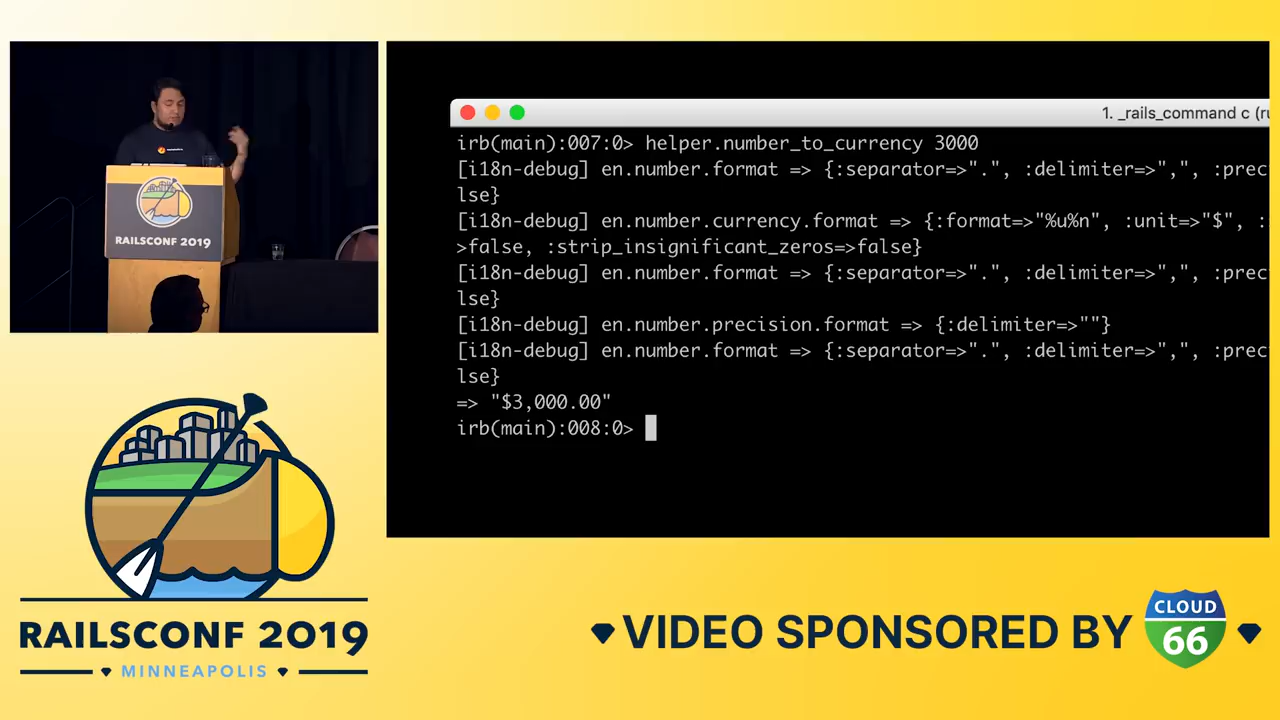 1. _rails_command c (ru
irb(main):007:0> helper.number_to_currency 3000
[i18n-debug] en.number.format => {:separator=>".", :delimiter=>",", :prec
lse}
[i18n-debug] en.number.currency.format => {:format=>"%u%n", :unit=>"$", :
>false, :strip_insignificant_zeros=>false}
[i18n-debug] en.number.format => {:separator=>".", :delimiter=>",", :prec
lse}
[i18n-debug] en.number.precision.format => {:delimiter=>""}
[i18n-debug] en.number.format => {:separator=>".", :delimiter=>",", :prec
lse}
=> "$3,000.00"
irb(main):008:0>
RAILSCONF 2019
RAILSCONF 2019
MINNEAPOLIS
VIDEO SPONSORED BY
CLOUD
66